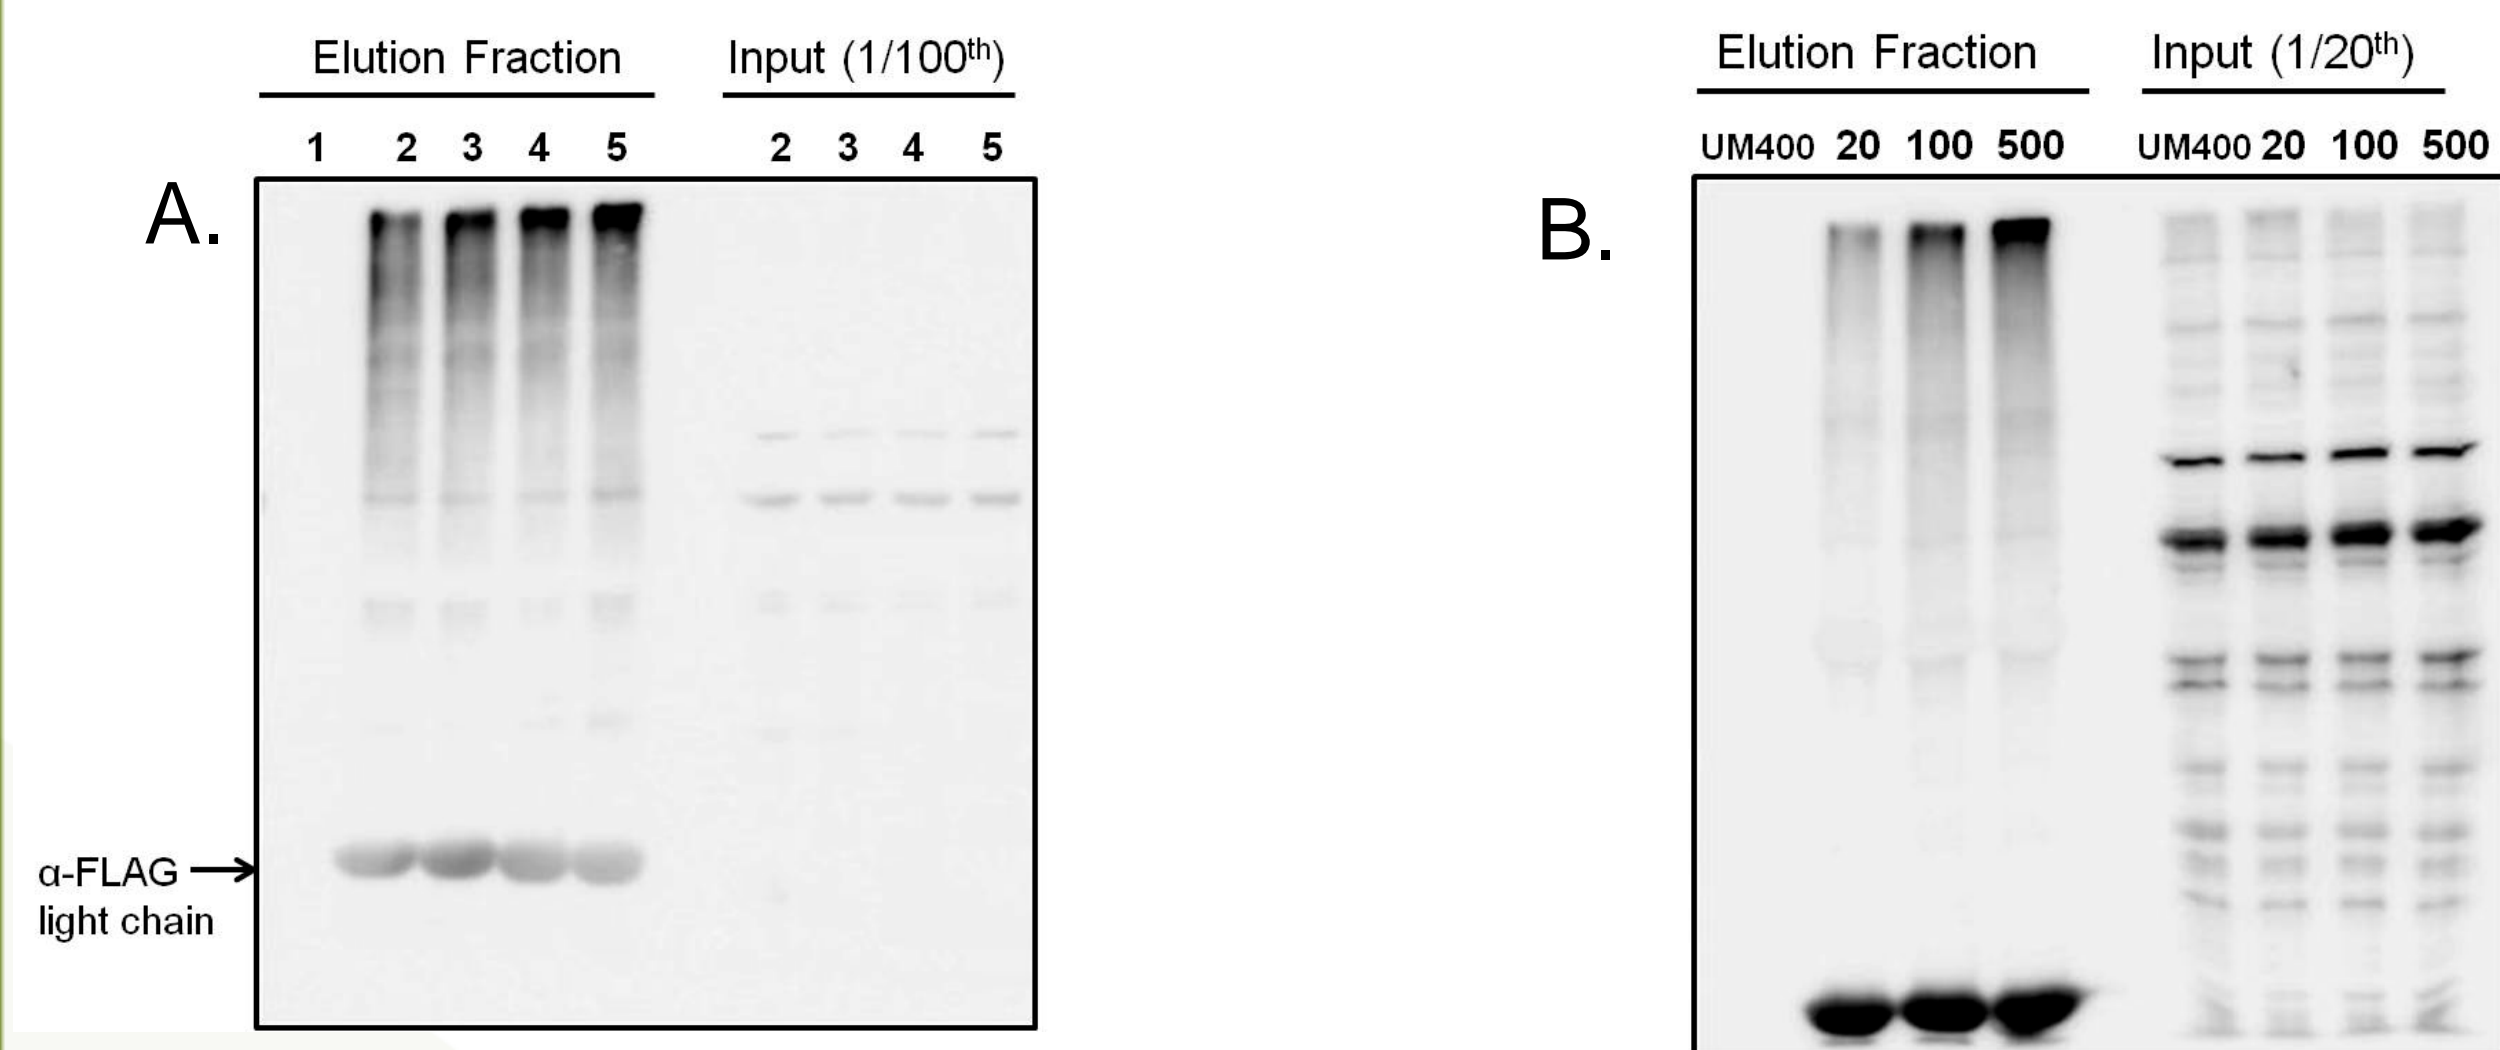 Elution Fraction Input (1/100th)
1 2 3 4 5 2 3 4 5
A.
α-FLAG
light chain
Elution Fraction Input (1/20th)
UM400 20 100 500 UM400 20 100 500
B.